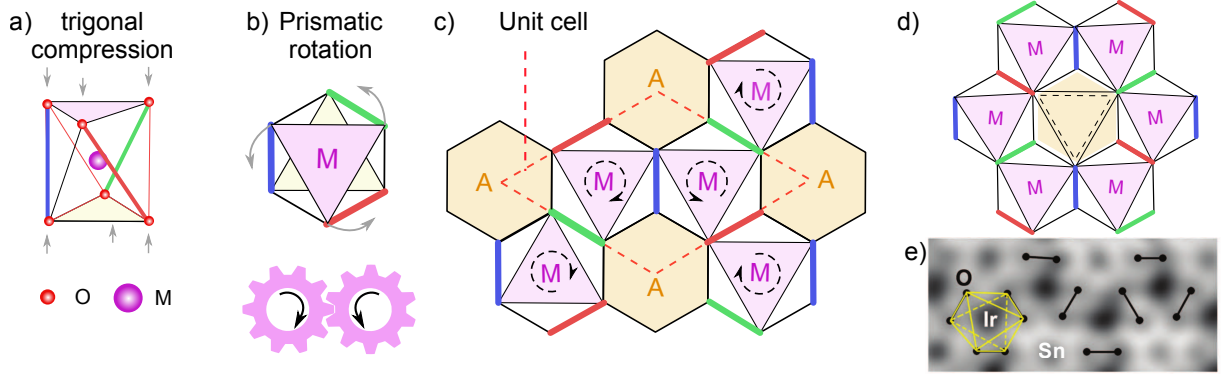 a) trigonal
compression
O
M
b) Prismatic
rotation
M
c) Unit cell
A
M
A
M
M
A
M
A
M
d)
M
M
M
M
M
M
e)
O
Ir
Sn